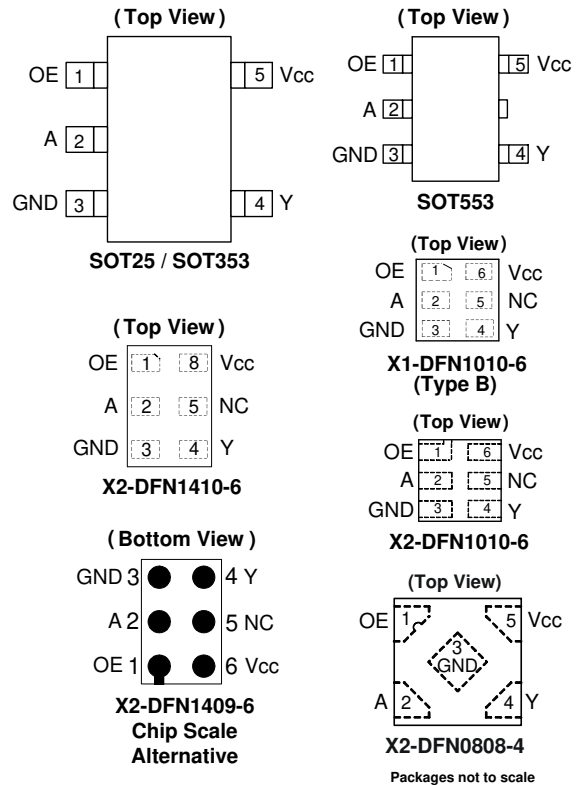 (Top View)
OE 1 5 Vcc
A 2
GND 3 4 Y
SOT25 / SOT353
(Top View)
OE 1 8 Vcc
A 2 5 NC
GND 3 4 Y
X2-DFN1410-6
(Bottom View)
GND 3 4 Y
A 2 5 NC
OE 1 6 Vcc
X2-DFN1409-6
Chip Scale
Alternative
(Top View)
OE 1 5 Vcc
A 2
GND 3 4 Y
SOT553
(Top View)
OE 1 6 Vcc
A 2 5 NC
GND 3 4 Y
X1-DFN1010-6
(Type B)
(Top View)
OE 1 6 Vcc
A 2 5 NC
GND 3 4 Y
X2-DFN1010-6
(Top View)
OE 1 5 Vcc
3
GND
A 2 4 Y
X2-DFN0808-4
Packages not to scale